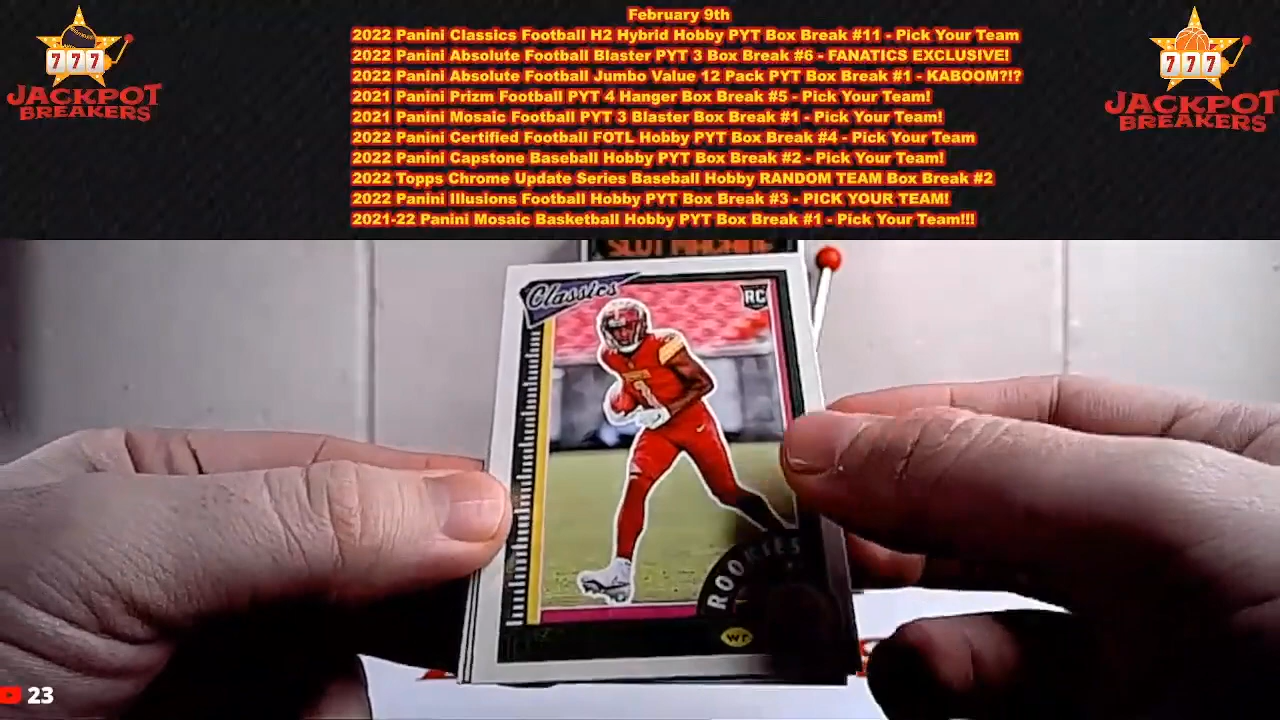 February 9th
2022 Panini Classics Football H2 Hybrid Hobby PYT Box Break #11 - Pick Your Team
2022 Panini Absolute Football Blaster PYT 3 Box Break #6 - FANATICS EXCLUSIVE!
2022 Panini Absolute Football Jumbo Value 12 Pack PYT Box Break #1 - KABOOM?!?
2021 Panini Prizm Football PYT 4 Hanger Box Break #5 - Pick Your Team!
2021 Panini Mosaic Football PYT 3 Blaster Box Break #1 - Pick Your Team!
2022 Panini Certified Football FOTL Hobby PYT Box Break #4 - Pick Your Team
2022 Panini Capstone Baseball Hobby PYT Box Break #2 - Pick Your Team!
2022 Topps Chrome Update Series Baseball Hobby RANDOM TEAM Box Break #2
2022 Panini Illusions Football Hobby PYT Box Break #3 - PICK YOUR TEAM!
2021-22 Panini Mosaic Basketball Hobby PYT Box Break #1 - Pick Your Team!!!
777
JACKPOT
BREAKERS
777
JACKPOT
BREAKERS
SLOT MACHINE
Classics
RC
1
ROOKIES
WR
23